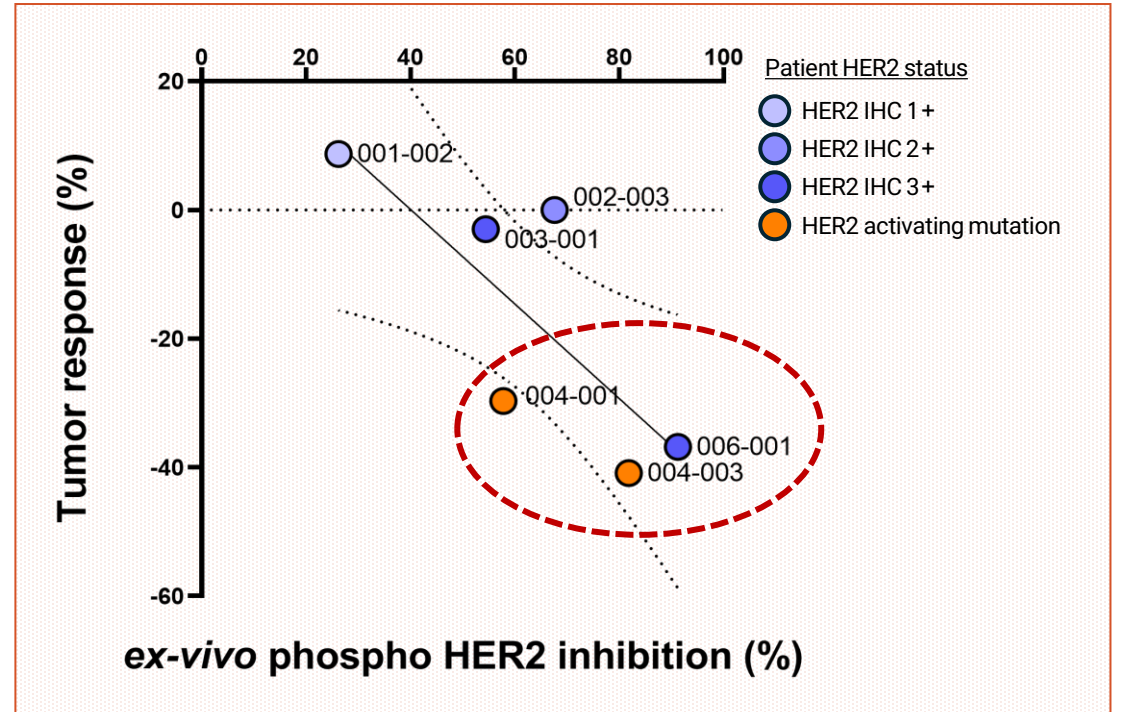 0 20 40 60 80 100
Patient HER2 status
HER2 IHC 1+
HER2 IHC 2+
HER2 IHC 3+
HER2 activating mutation
20
0
-20
-40
-60
Tumor response (%)
001-002
002-003
003-001
004-001
006-001
004-003
ex-vivo phospho HER2 inhibition (%)